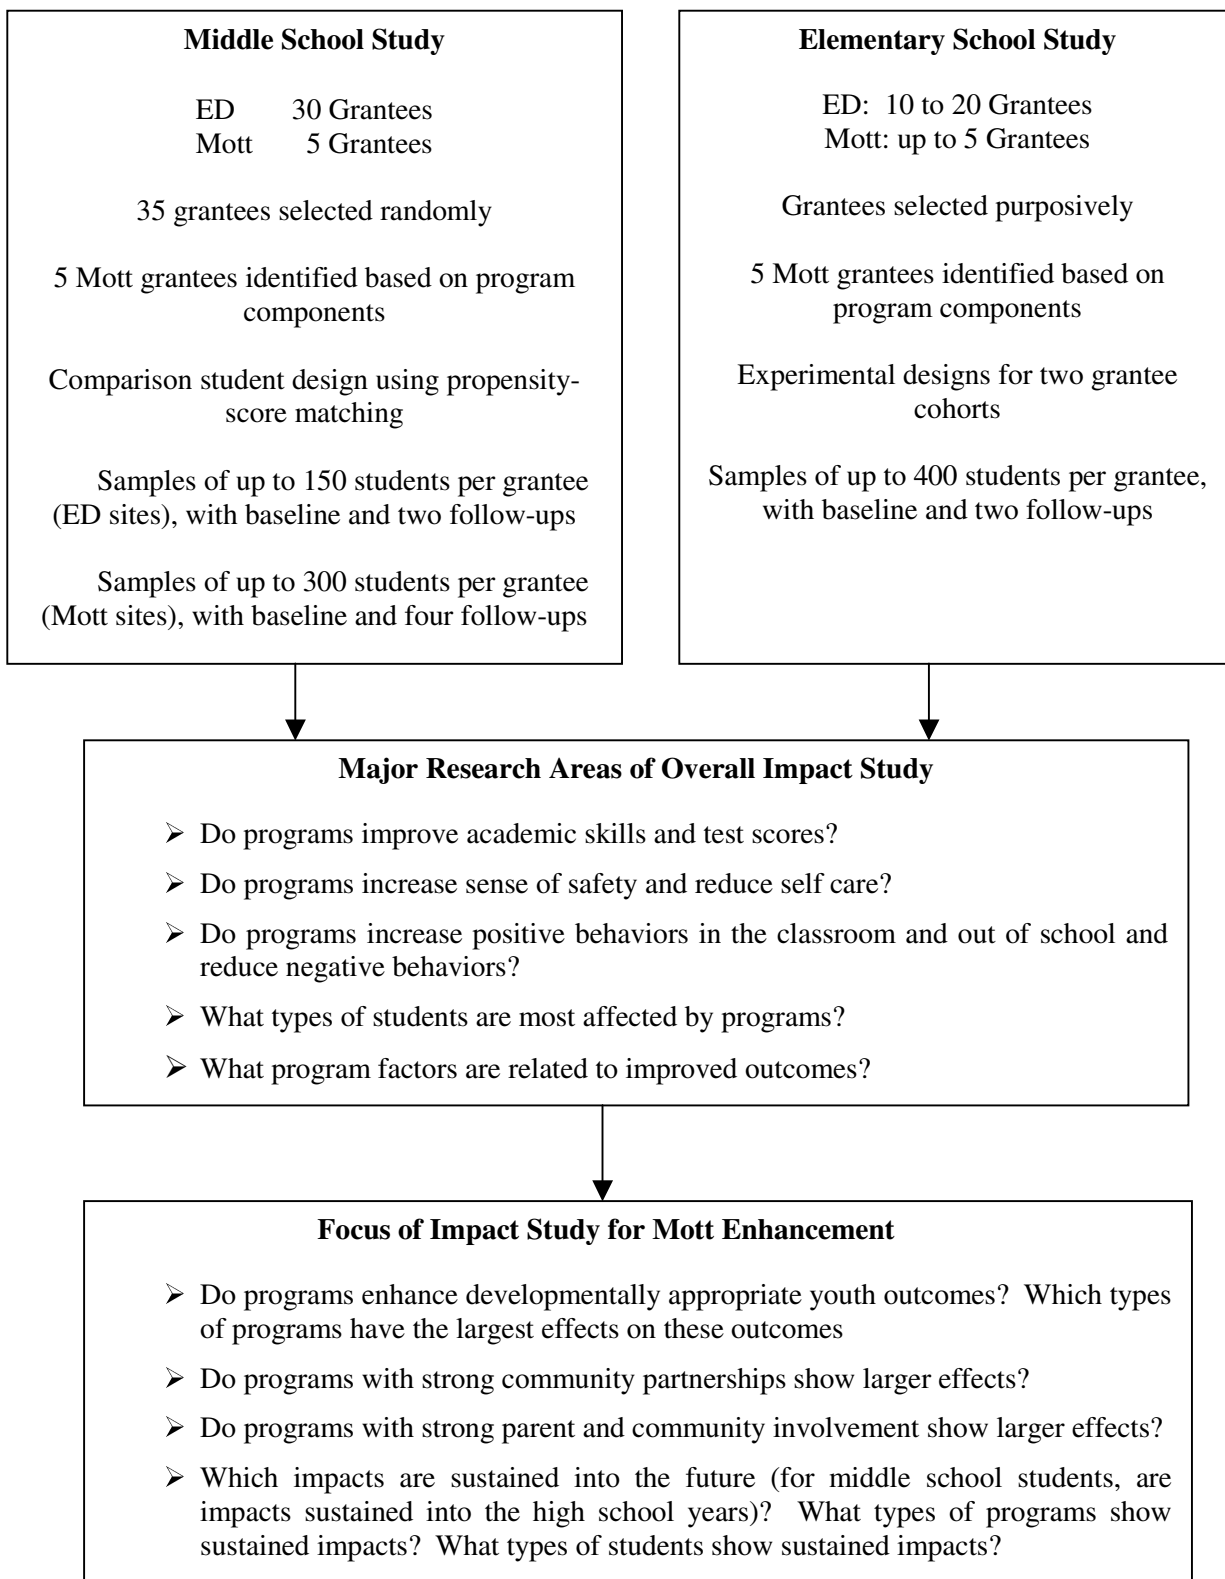 Middle School Study
ED 30 Grantees
Mott 5 Grantees
35 grantees selected randomly
5 Mott grantees identified based on program
components
Comparison student design using propensity-
score matching
Samples of up to 150 students per grantee
(ED sites), with baseline and two follow-ups
Samples of up to 300 students per grantee
(Mott sites), with baseline and four follow-ups
Elementary School Study
ED: 10 to 20 Grantees
Mott: up to 5 Grantees
Grantees selected purposively
5 Mott grantees identified based on
program components
Experimental designs for two grantee
cohorts
Samples of up to 400 students per grantee,
with baseline and two follow-ups
Major Research Areas of Overall Impact Study
➢ Do programs improve academic skills and test scores?
➢ Do programs increase sense of safety and reduce self care?
➢ Do programs increase positive behaviors in the classroom and out of school and
reduce negative behaviors?
➢ What types of students are most affected by programs?
➢ What program factors are related to improved outcomes?
Focus of Impact Study for Mott Enhancement
➢ Do programs enhance developmentally appropriate youth outcomes? Which types
of programs have the largest effects on these outcomes
➢ Do programs with strong community partnerships show larger effects?
➢ Do programs with strong parent and community involvement show larger effects?
➢ Which impacts are sustained into the future (for middle school students, are
impacts sustained into the high school years)? What types of programs show
sustained impacts? What types of students show sustained impacts?